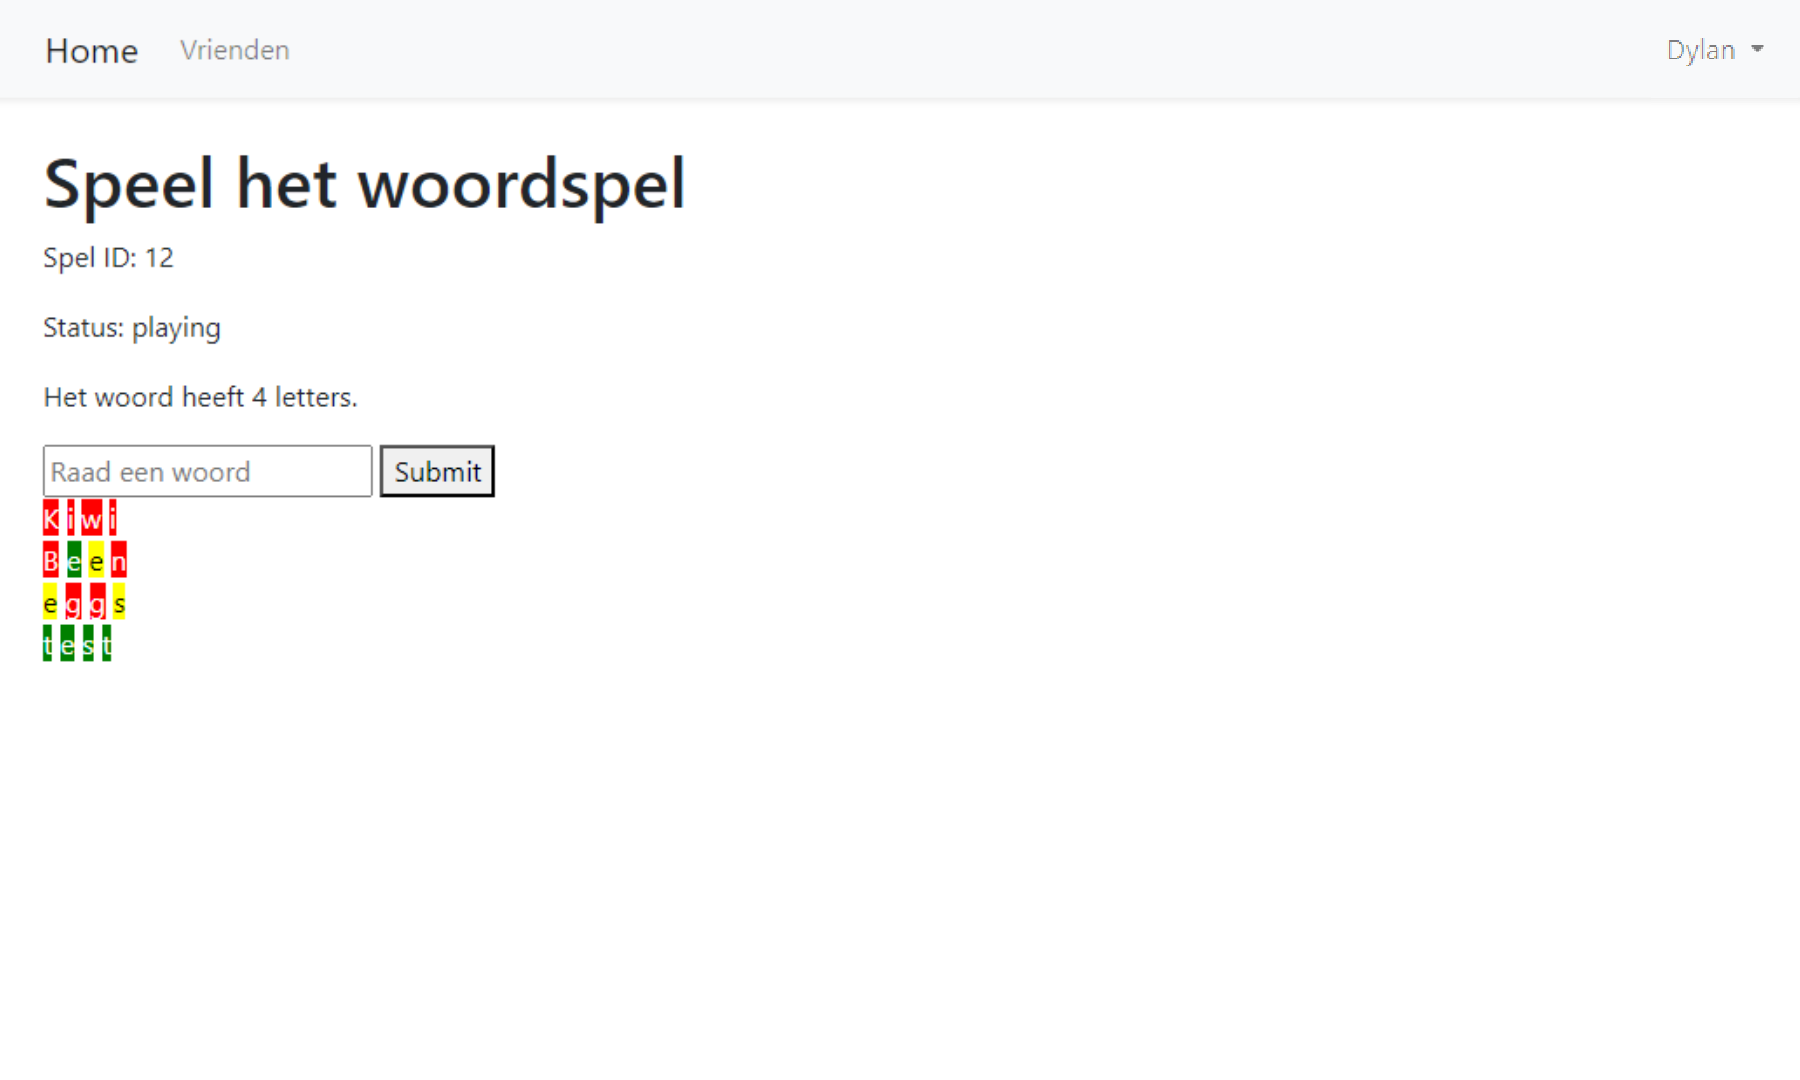 Home Vrienden Dylan
Speel het woordspel
Spel ID: 12
Status: playing
Het woord heeft 4 letters.
Raad een woord Submit
K i w i
B e e n
e g g s
t e s t